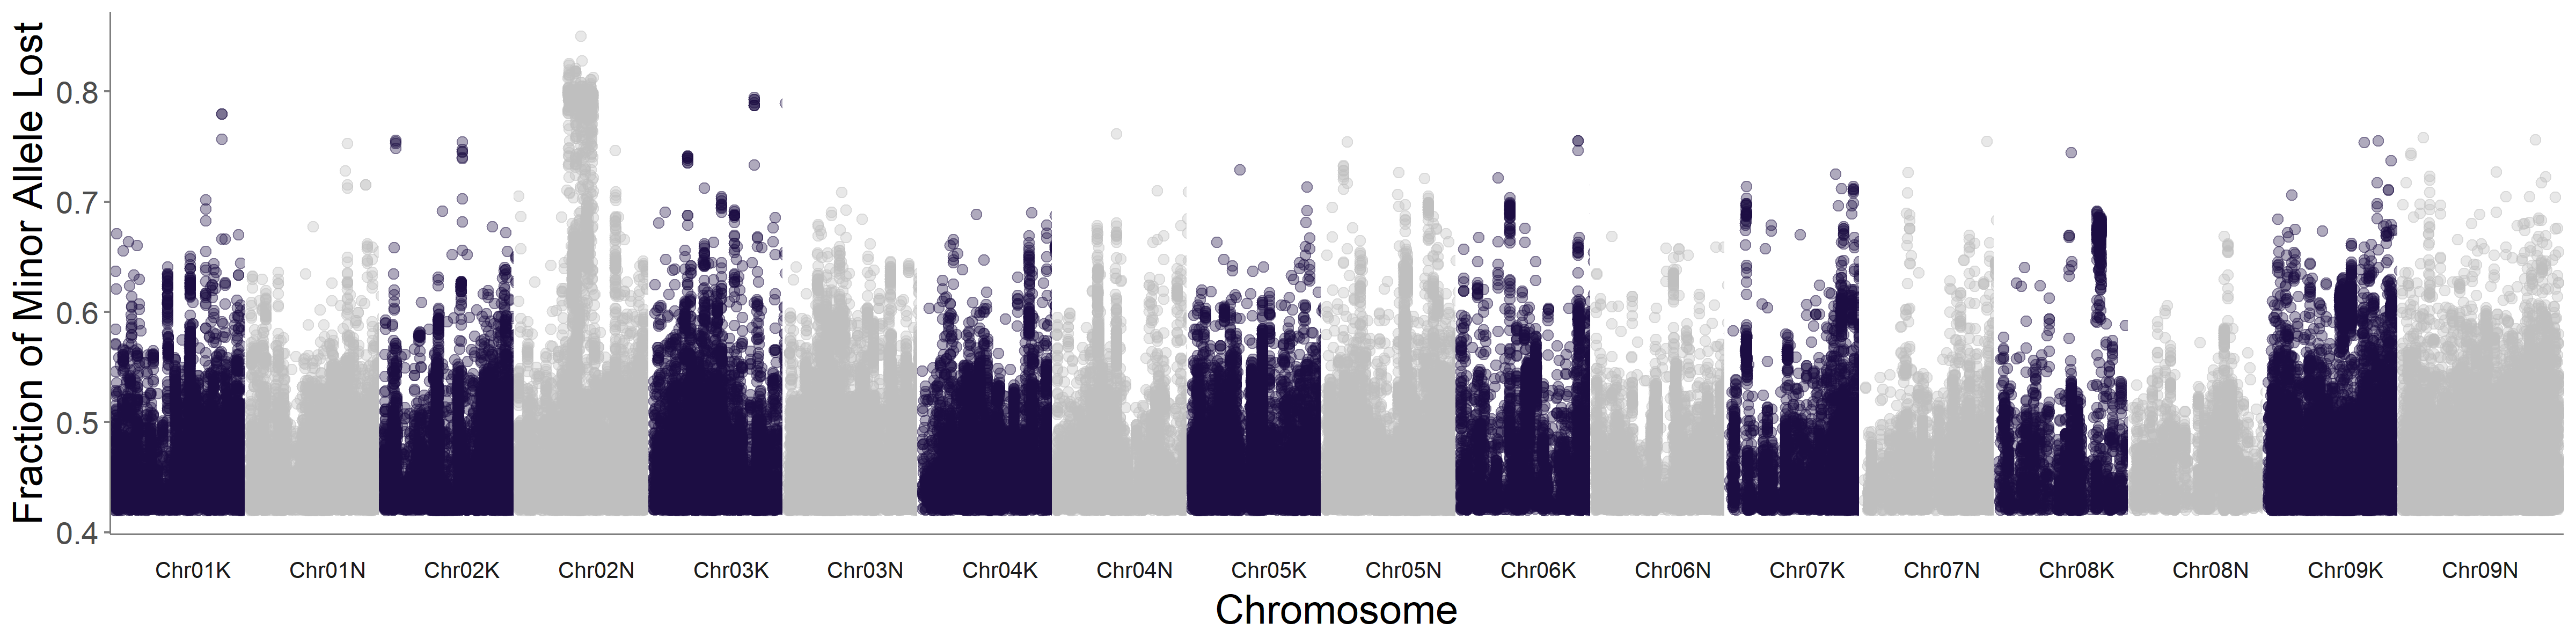 Fraction of Minor Allele Lost
0.8
0.7
0.6
0.5
0.4
Chr01K Chr01N Chr02K Chr02N Chr03K Chr03N Chr04K Chr04N Chr05K Chr05N Chr06K Chr06N Chr07K Chr07N Chr08K Chr08N Chr09K Chr09N
Chromosome